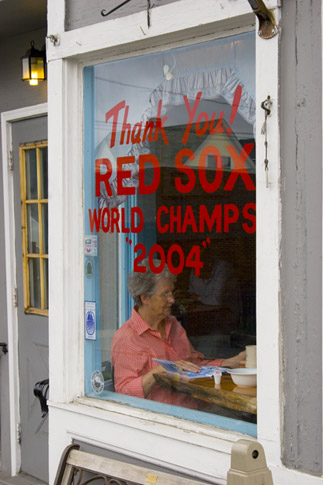 Thank You!
RED SOX
WORLD CHAMPS
"2004"